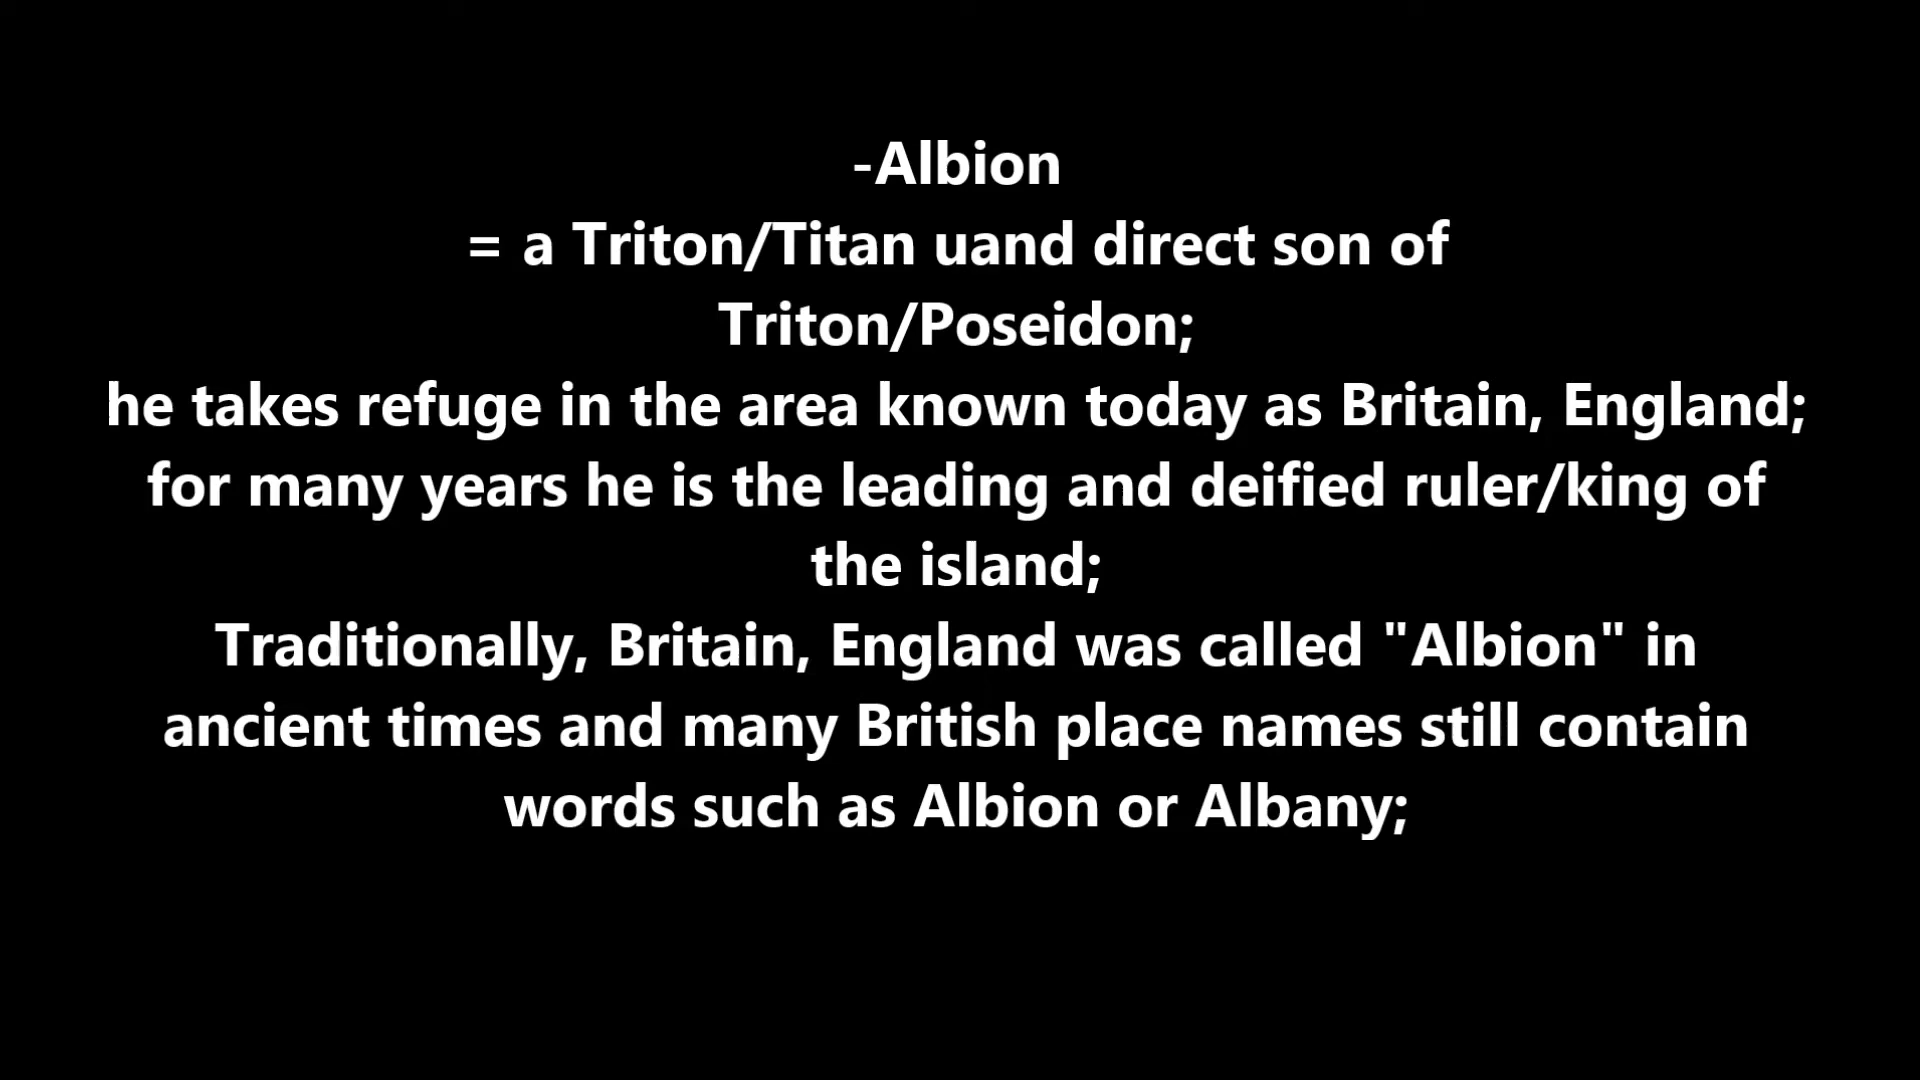 -Albion
= a Triton/Titan uand direct son of
Triton/Poseidon;
he takes refuge in the area known today as Britain, England;
for many years he is the leading and deified ruler/king of
the island;
Traditionally, Britain, England was called "Albion" in
ancient times and many British place names still contain
words such as Albion or Albany;